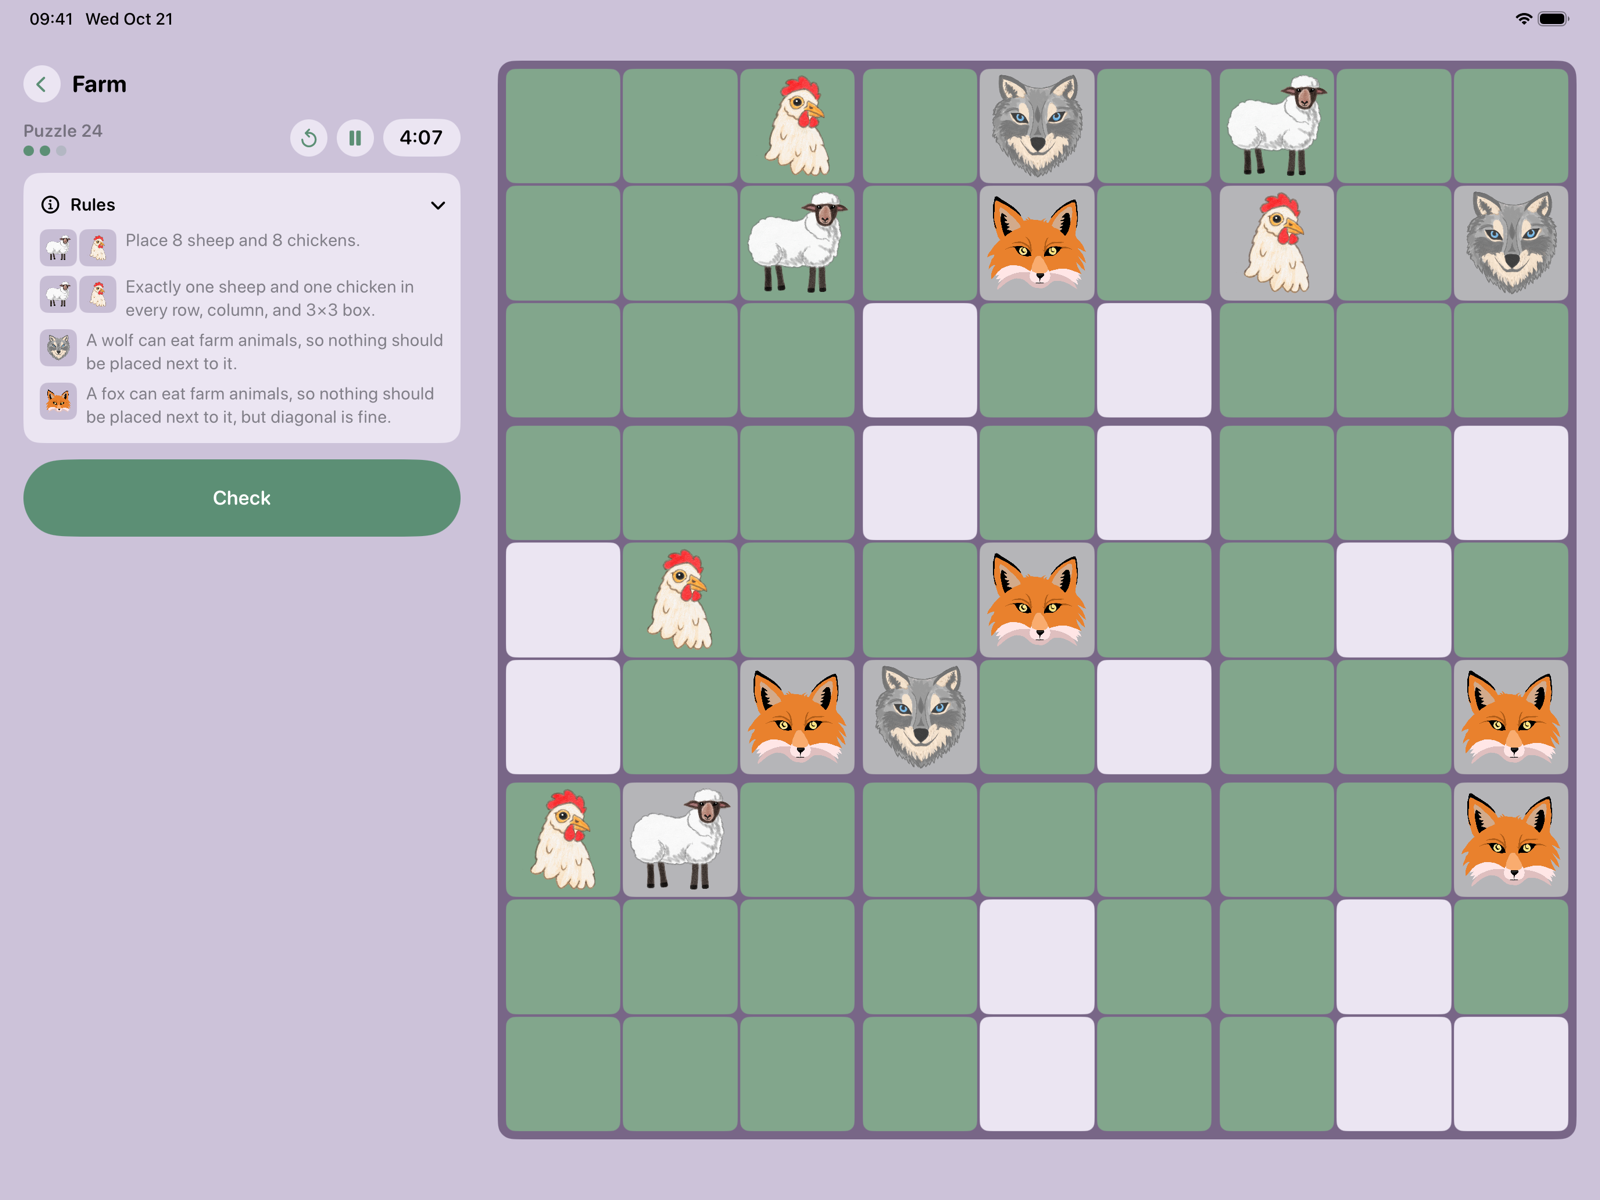 09:41 Wed Oct 21
Farm
Puzzle 24
4:07
Rules
Place 8 sheep and 8 chickens.
Exactly one sheep and one chicken in
every row, column, and 3×3 box.
A wolf can eat farm animals, so nothing should
be placed next to it.
A fox can eat farm animals, so nothing should
be placed next to it, but diagonal is fine.
Check